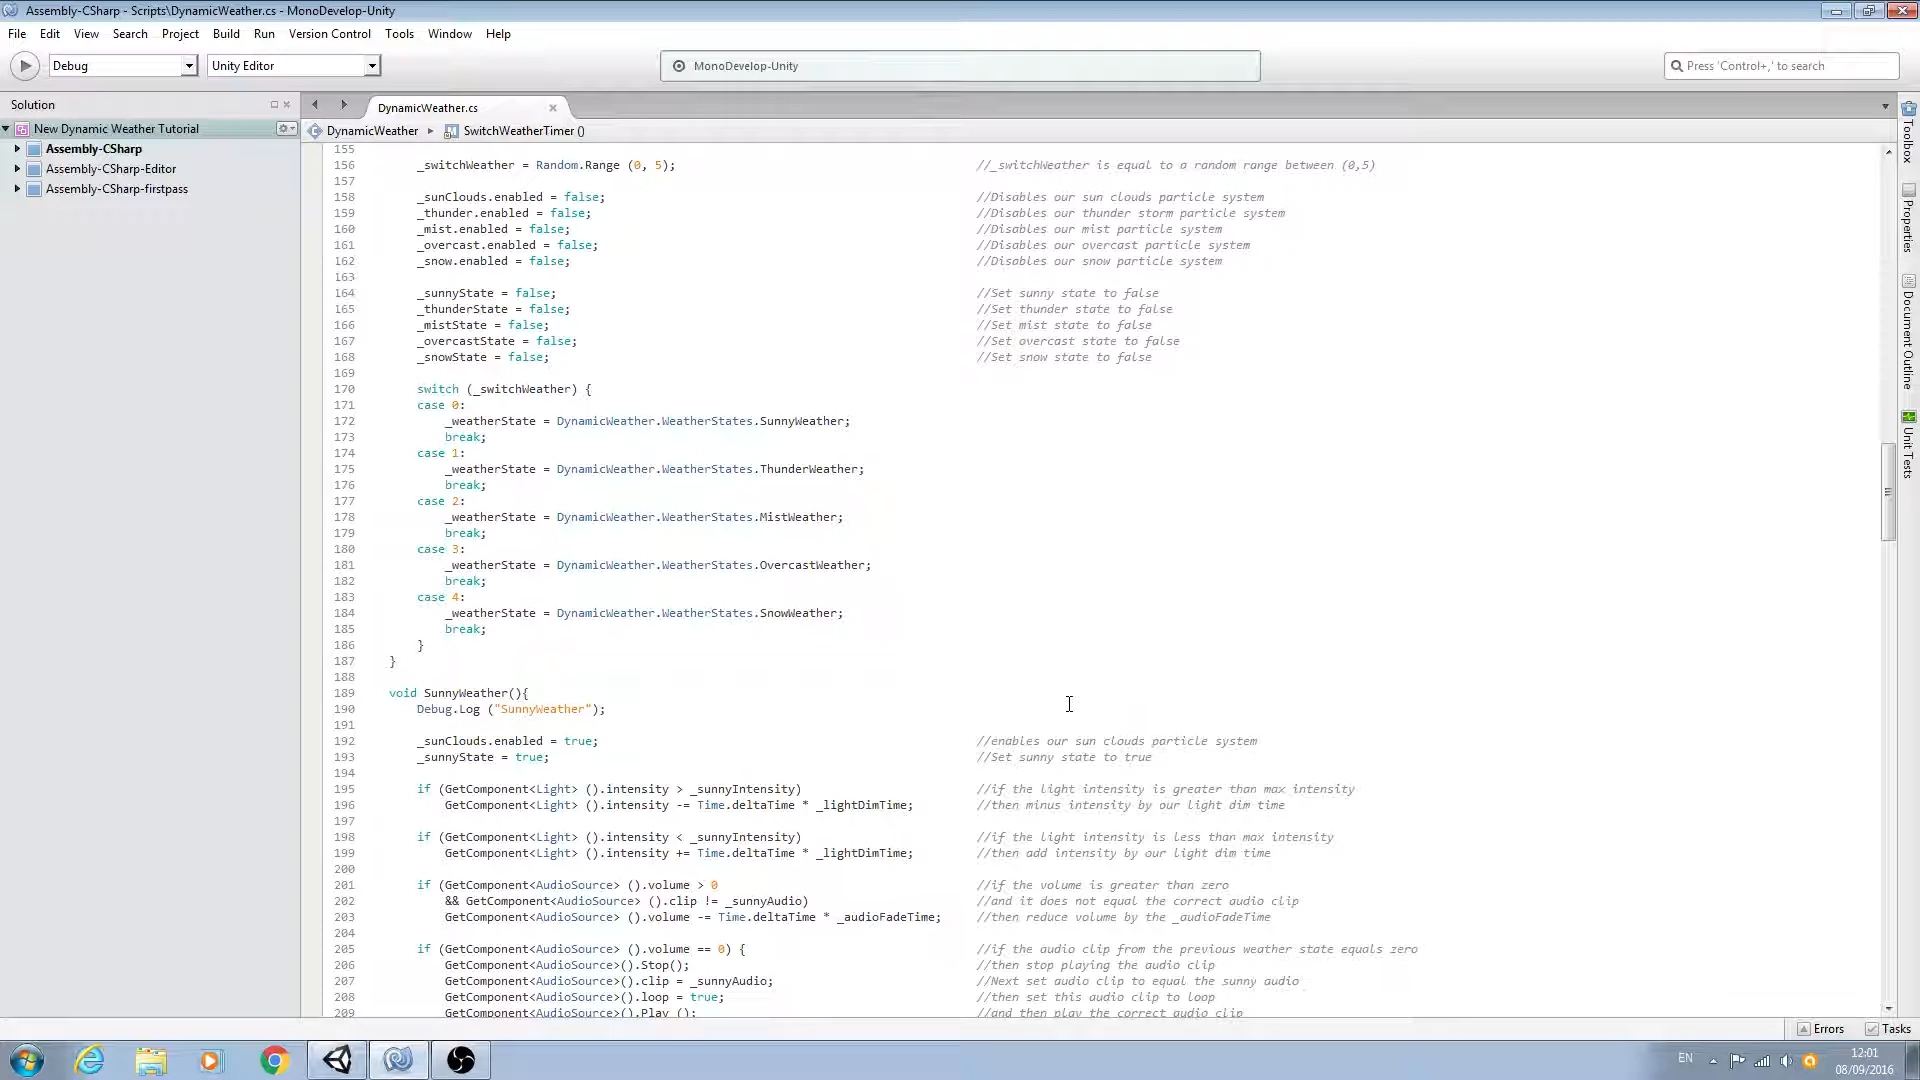 Assembly-CSharp - Scripts\DynamicWeather.cs - MonoDevelop-Unity
File Edit View Search Project Build Run Version Control Tools Window Help
Debug Unity Editor MonoDevelop-Unity Press 'Control+,' to search
Solution
New Dynamic Weather Tutorial
Assembly-CSharp
Assembly-CSharp-Editor
Assembly-CSharp-firstpass
DynamicWeather.cs
DynamicWeather SwitchWeatherTimer ()
155
156 _switchWeather = Random.Range (0, 5); //_switchWeather is equal to a random range between (0,5)
157
158 _sunClouds.enabled = false; //Disables our sun clouds particle system
159 _thunder.enabled = false; //Disables our thunder storm particle system
160 _mist.enabled = false; //Disables our mist particle system
161 _overcast.enabled = false; //Disables our overcast particle system
162 _snow.enabled = false; //Disables our snow particle system
163
164 _sunnyState = false; //Set sunny state to false
165 _thunderState = false; //Set thunder state to false
166 _mistState = false; //Set mist state to false
167 _overcastState = false; //Set overcast state to false
168 _snowState = false; //Set snow state to false
169
170 switch (_switchWeather) {
171 case 0:
172 _weatherState = DynamicWeather.WeatherStates.SunnyWeather;
173 break;
174 case 1:
175 _weatherState = DynamicWeather.WeatherStates.ThunderWeather;
176 break;
177 case 2:
178 _weatherState = DynamicWeather.WeatherStates.MistWeather;
179 break;
180 case 3:
181 _weatherState = DynamicWeather.WeatherStates.OvercastWeather;
182 break;
183 case 4:
184 _weatherState = DynamicWeather.WeatherStates.SnowWeather;
185 break;
186 }
187 }
188
189 void SunnyWeather(){
190 Debug.Log ("SunnyWeather");
191
192 _sunClouds.enabled = true; //enables our sun clouds particle system
193 _sunnyState = true; //Set sunny state to true
194
195 if (GetComponent<Light> ().intensity > _sunnyIntensity) //if the light intensity is greater than max intensity
196 GetComponent<Light> ().intensity -= Time.deltaTime * _lightDimTime; //then minus intensity by our light dim time
197
198 if (GetComponent<Light> ().intensity < _sunnyIntensity) //if the light intensity is less than max intensity
199 GetComponent<Light> ().intensity += Time.deltaTime * _lightDimTime; //then add intensity by our light dim time
200
201 if (GetComponent<AudioSource> ().volume > 0 //if the volume is greater than zero
202 && GetComponent<AudioSource> ().clip != _sunnyAudio) //and it does not equal the correct audio clip
203 GetComponent<AudioSource> ().volume -= Time.deltaTime * _audioFadeTime; //then reduce volume by the _audioFadeTime
204
205 if (GetComponent<AudioSource> ().volume == 0) { //if the audio clip from the previous weather state equals zero
206 GetComponent<AudioSource>().Stop(); //then stop playing the audio clip
207 GetComponent<AudioSource>().clip = _sunnyAudio; //Next set audio clip to equal the sunny audio
208 GetComponent<AudioSource>().loop = true; //then set this audio clip to loop
209 GetComponent<AudioSource>().Play (); //and then play the correct audio clip
Toolbox
Properties
Document Outline
Unit Tests
Errors Tasks
EN
12:01
08/09/2016